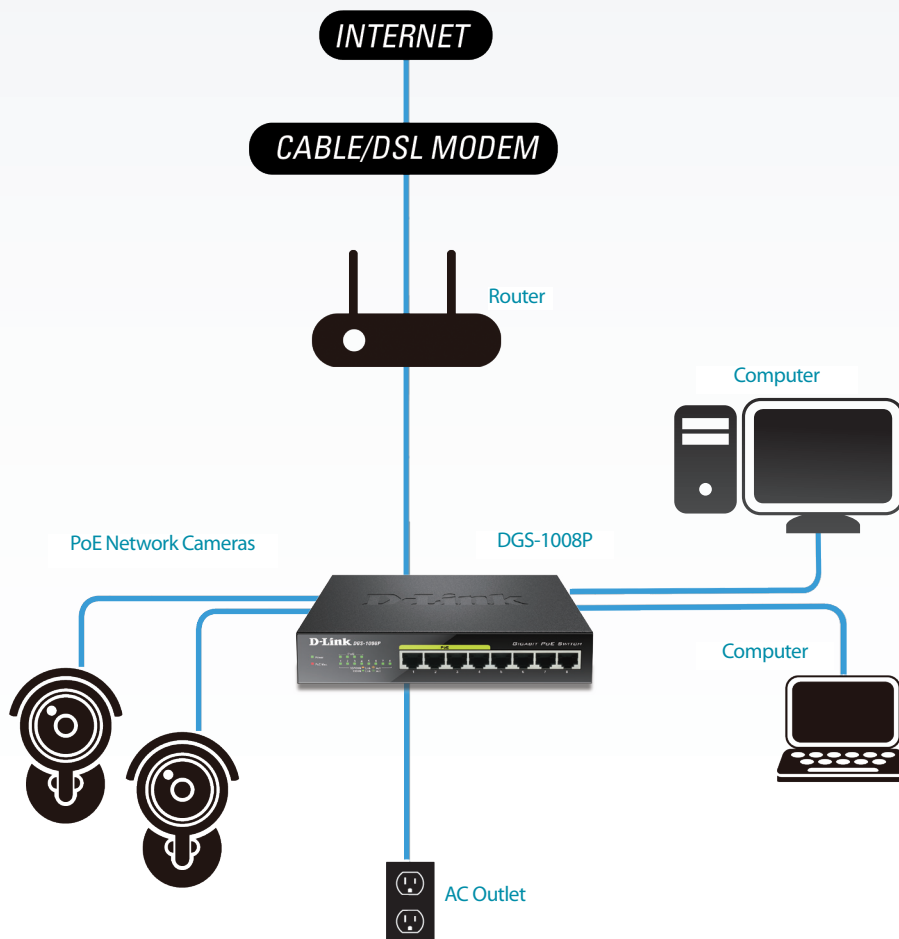 INTERNET
CABLE/DSL MODEM
Router
Computer
PoE Network Cameras
DGS-1008P
D-Link
D-Link DGS-1008P
PoE
GIGABIT PoE SWITCH
Computer
AC Outlet